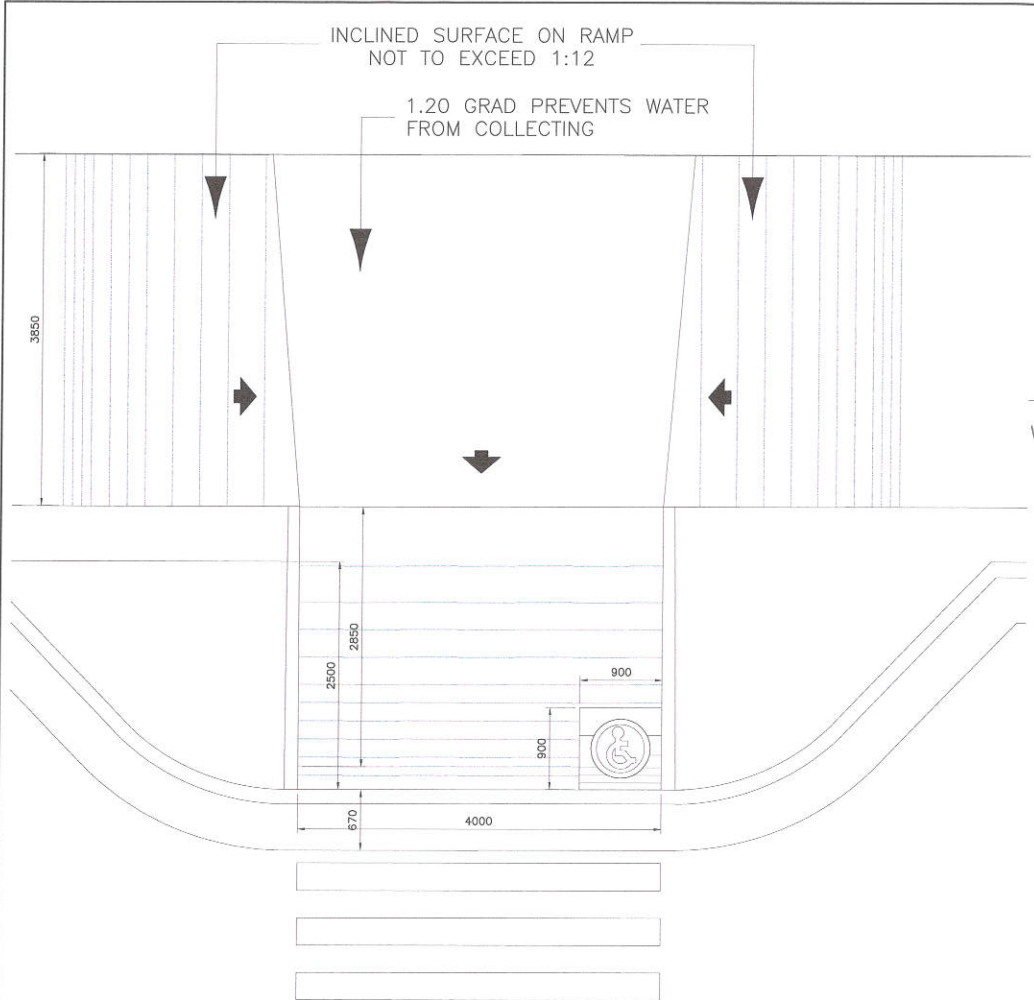 INCLINED SURFACE ON RAMP
NOT TO EXCEED 1:12
1.20 GRAD PREVENTS WATER
FROM COLLECTING
3850
2850
2500
900
900
670
4000